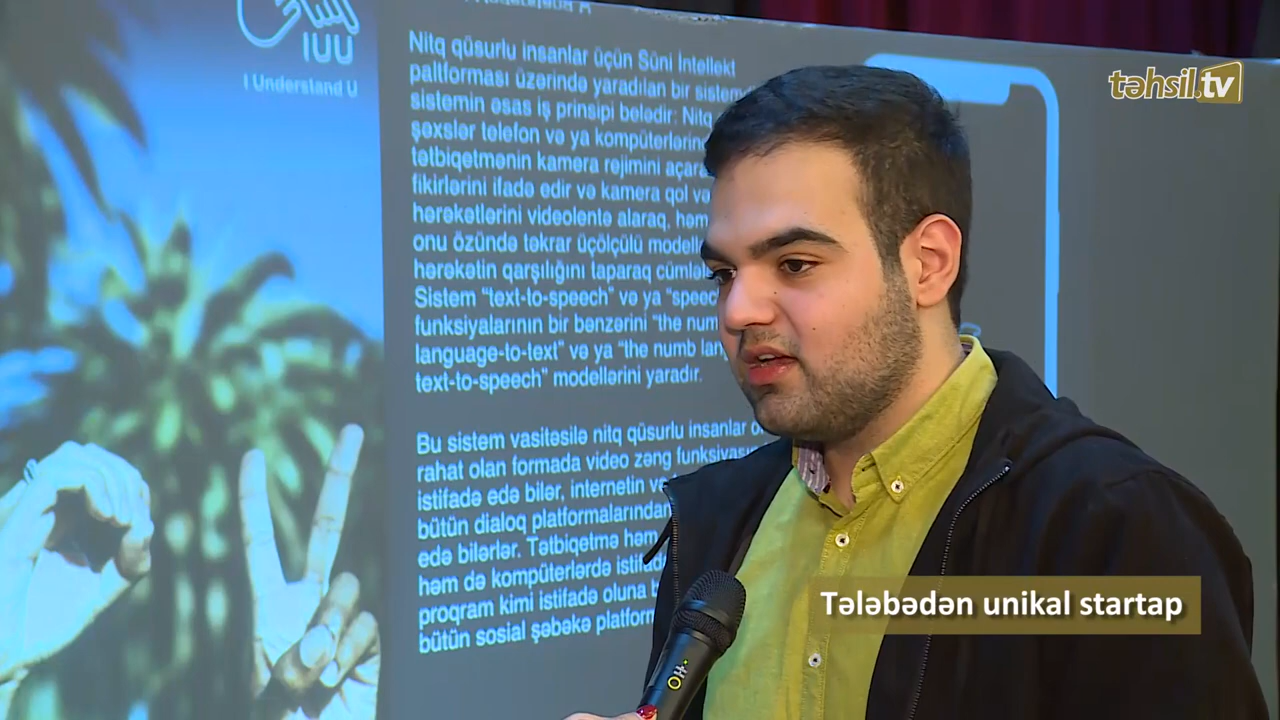 IUU
I Understand U
təhsil.tv
Nitq qüsurlu insanlar üçün Süni İntellekt
paltforması üzərində yaradılan bir sistem
sistemin əsas iş prinsipi belədir: Nitq
şəxslər telefon və ya kompüterlərin
tətbiqetmənin kamera rejimini açara
fikirlərini ifadə edir və kamera qol və
hərəkətlərini videolentə alaraq, həm
onu özündə təkrar üçölçülü modell
hərəkətin qarşılığını taparaq cümlə
Sistem “text-to-speech” və ya “speec
funksiyalarının bir bənzərini “the num
language-to-text” və ya “the numb lan
text-to-speech” modellərini yaradır.
Bu sistem vasitəsilə nitq qüsurlu insanlar
rahat olan formada video zəng funksiyas
istifadə edə bilər, internetin və
bütün dialoq platformalarından
edə bilərlər. Tətbiqetmə həm
həm də kompüterlərdə istifadə
proqram kimi istifadə oluna b
bütün sosial şəbəkə platform
Tələbədən unikal startap